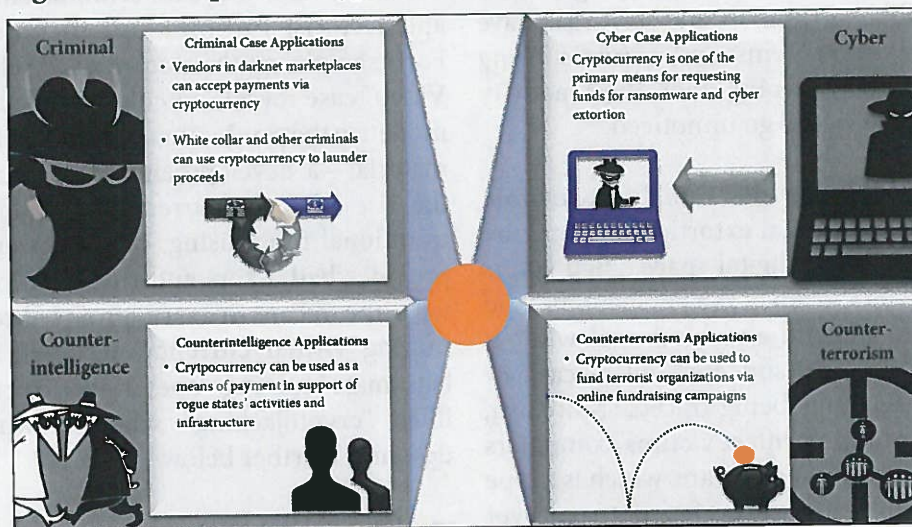 Criminal
Criminal Case Applications
• Vendors in darknet marketplaces
can accept payments via
cryptocurrency
• White collar and other criminals
can use cryptocurrency to launder
proceeds
Cyber Case Applications
• Cryptocurrency is one of the
primary means for requesting
funds for ransomware and cyber
extortion
Cyber
Counter-
intelligence
Counterintelligence Applications
• Crytpocurrency can be used as a
means of payment in support of
rogue states' activities and
infrastructure
Counterterrorism Applications
• Cryptocurrency can be used to
fund terrorist organizations via
online fundraising campaigns
Counter-
terrorism